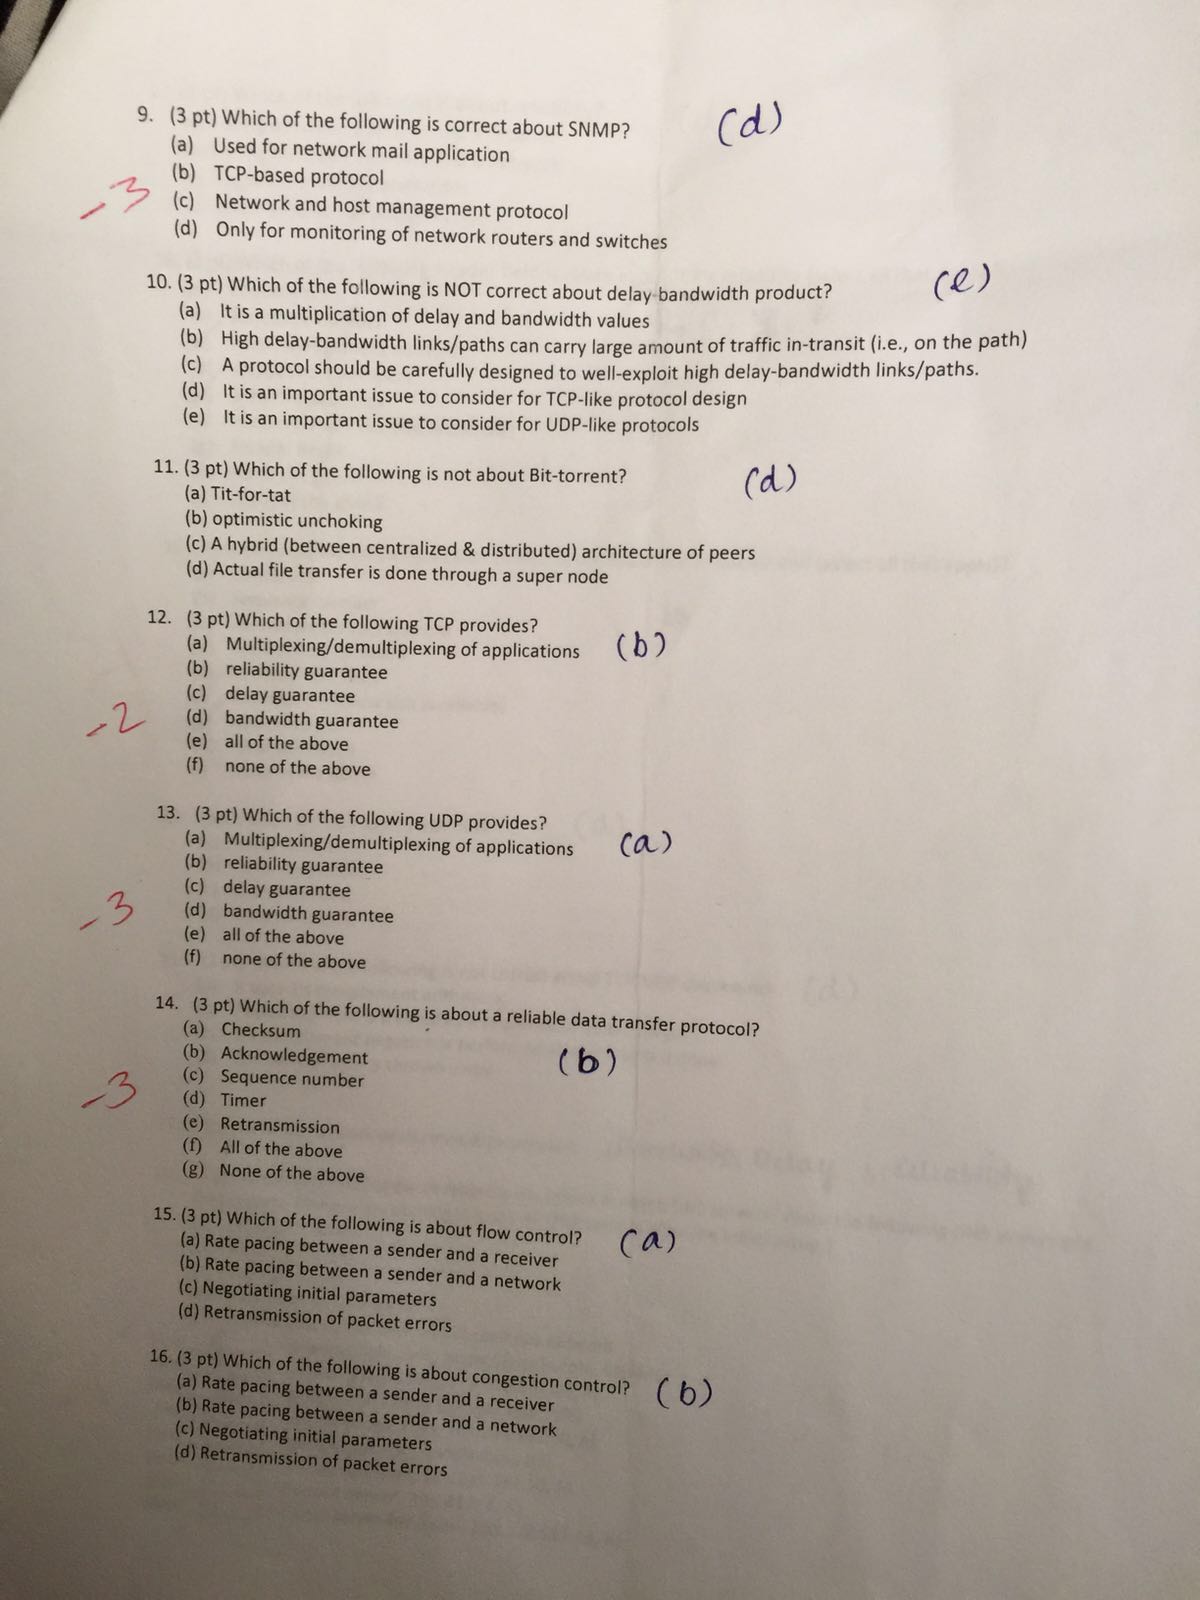 9. (3 pt) Which of the following is correct about SNMP? (d)
(a) Used for network mail application
(b) TCP-based protocol
-3
(c) Network and host management protocol
(d) Only for monitoring of network routers and switches
10. (3 pt) Which of the following is NOT correct about delay-bandwidth product? (e)
(a) It is a multiplication of delay and bandwidth values
(b) High delay-bandwidth links/paths can carry large amount of traffic in-transit (i.e., on the path)
(c) A protocol should be carefully designed to well-exploit high delay-bandwidth links/paths.
(d) It is an important issue to consider for TCP-like protocol design
(e) It is an important issue to consider for UDP-like protocols
11. (3 pt) Which of the following is not about Bit-torrent? (d)
(a) Tit-for-tat
(b) optimistic unchoking
(c) A hybrid (between centralized & distributed) architecture of peers
(d) Actual file transfer is done through a super node
12. (3 pt) Which of the following TCP provides?
(a) Multiplexing/demultiplexing of applications (b)
(b) reliability guarantee
(c) delay guarantee
-2
(d) bandwidth guarantee
(e) all of the above
(f) none of the above
13. (3 pt) Which of the following UDP provides?
(a) Multiplexing/demultiplexing of applications (a)
(b) reliability guarantee
(c) delay guarantee
-3
(d) bandwidth guarantee
(e) all of the above
(f) none of the above
14. (3 pt) Which of the following is about a reliable data transfer protocol?
(a) Checksum
(b) Acknowledgement (b)
(c) Sequence number
-3
(d) Timer
(e) Retransmission
(f) All of the above
(g) None of the above
15. (3 pt) Which of the following is about flow control? (a)
(a) Rate pacing between a sender and a receiver
(b) Rate pacing between a sender and a network
(c) Negotiating initial parameters
(d) Retransmission of packet errors
16. (3 pt) Which of the following is about congestion control? (b)
(a) Rate pacing between a sender and a receiver
(b) Rate pacing between a sender and a network
(c) Negotiating initial parameters
(d) Retransmission of packet errors